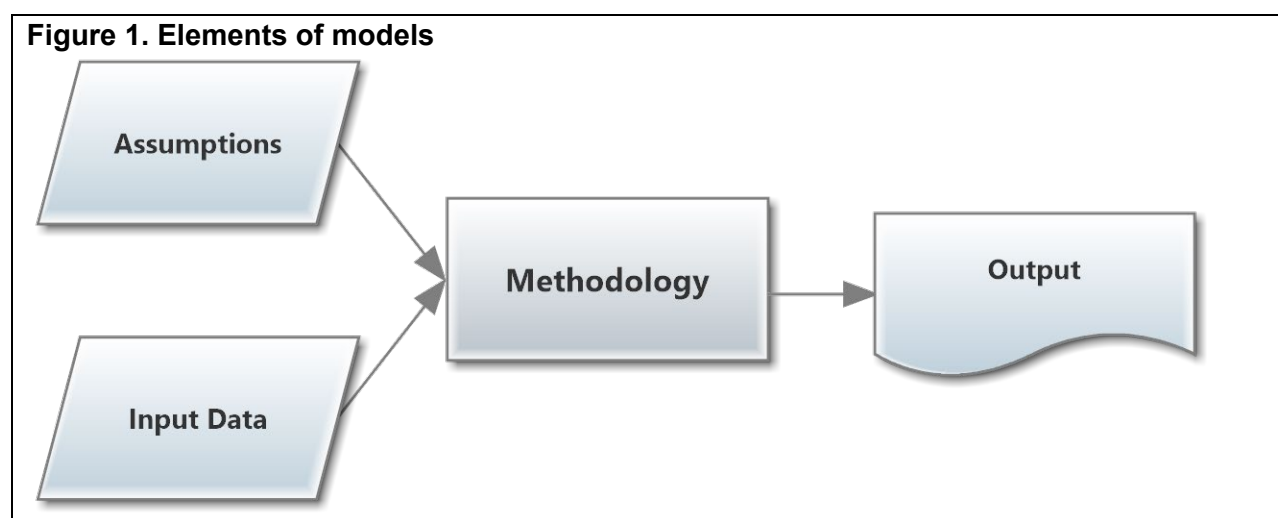 Figure 1. Elements of models
Assumptions
Methodology
Output
Input Data